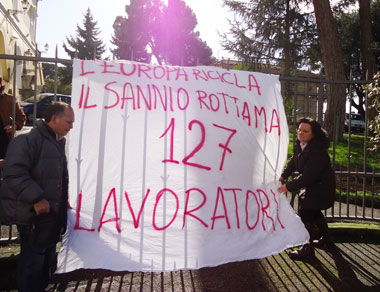 L'EUROPA RICICLA
IL SANNIO ROTTAMA
127
LAVORATORI